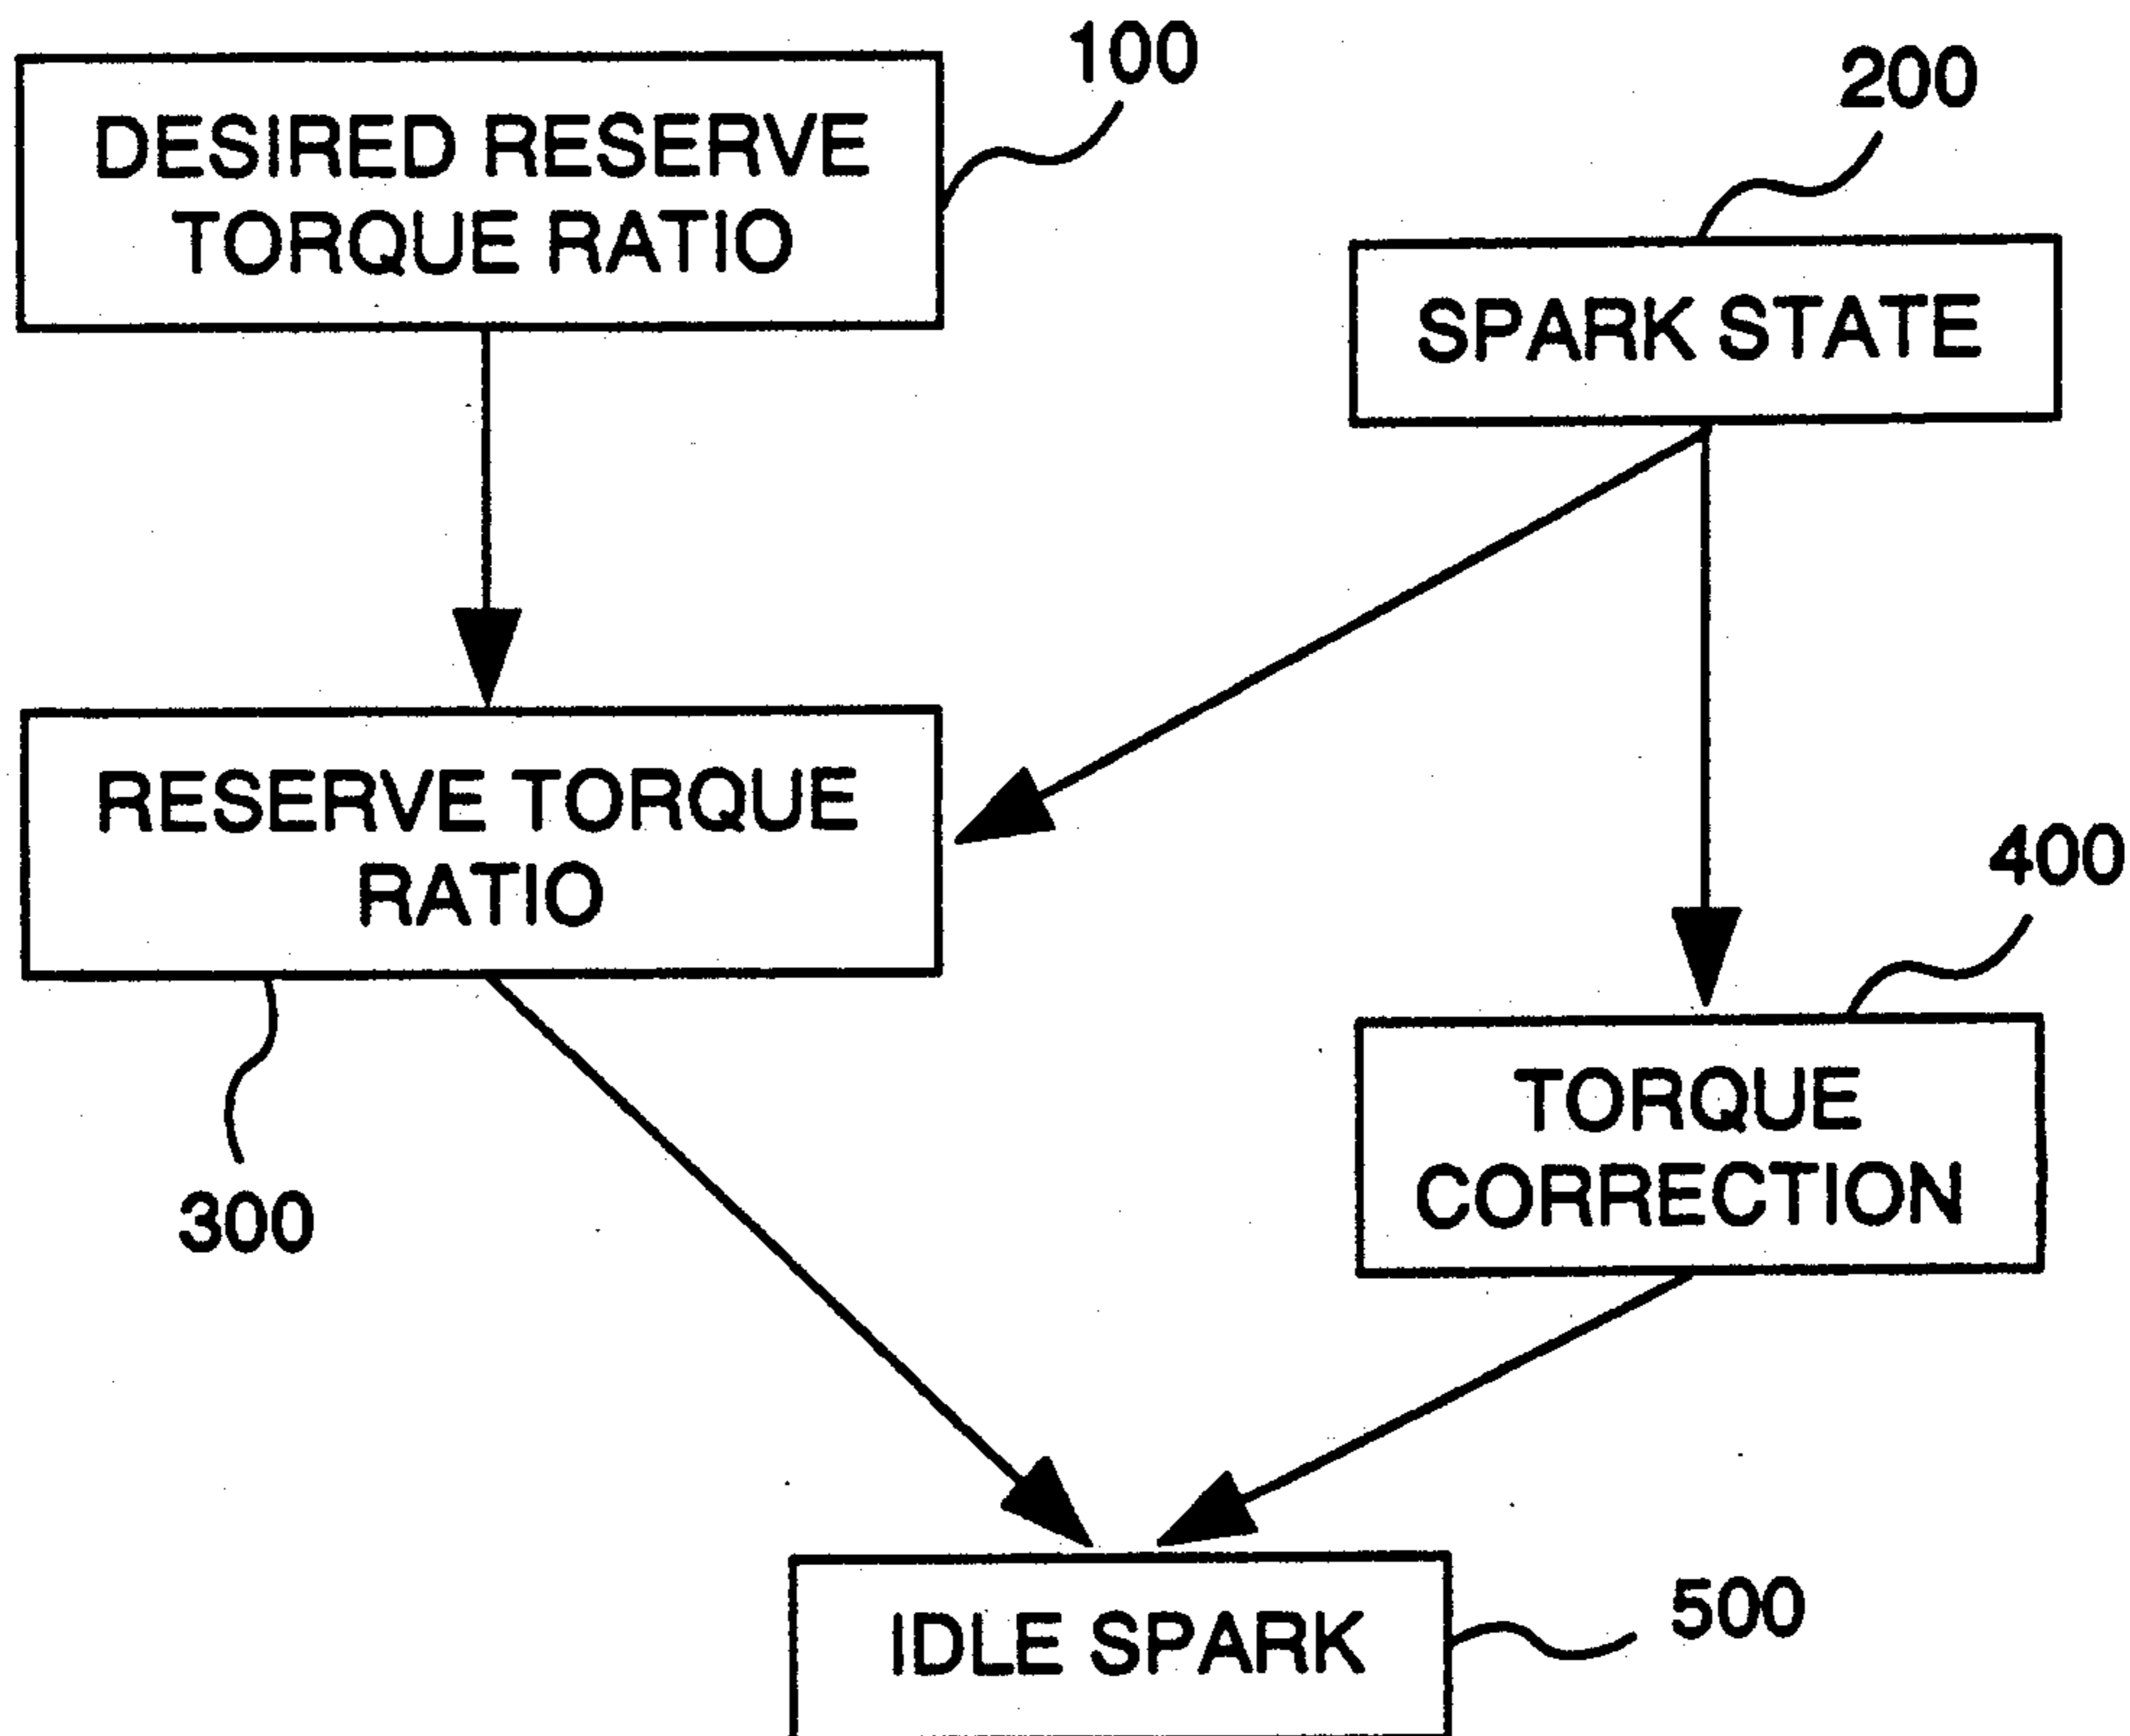 100
DESIRED RESERVE
TORQUE RATIO
200
SPARK STATE
RESERVE TORQUE
RATIO
300
400
TORQUE
CORRECTION
IDLE SPARK
500